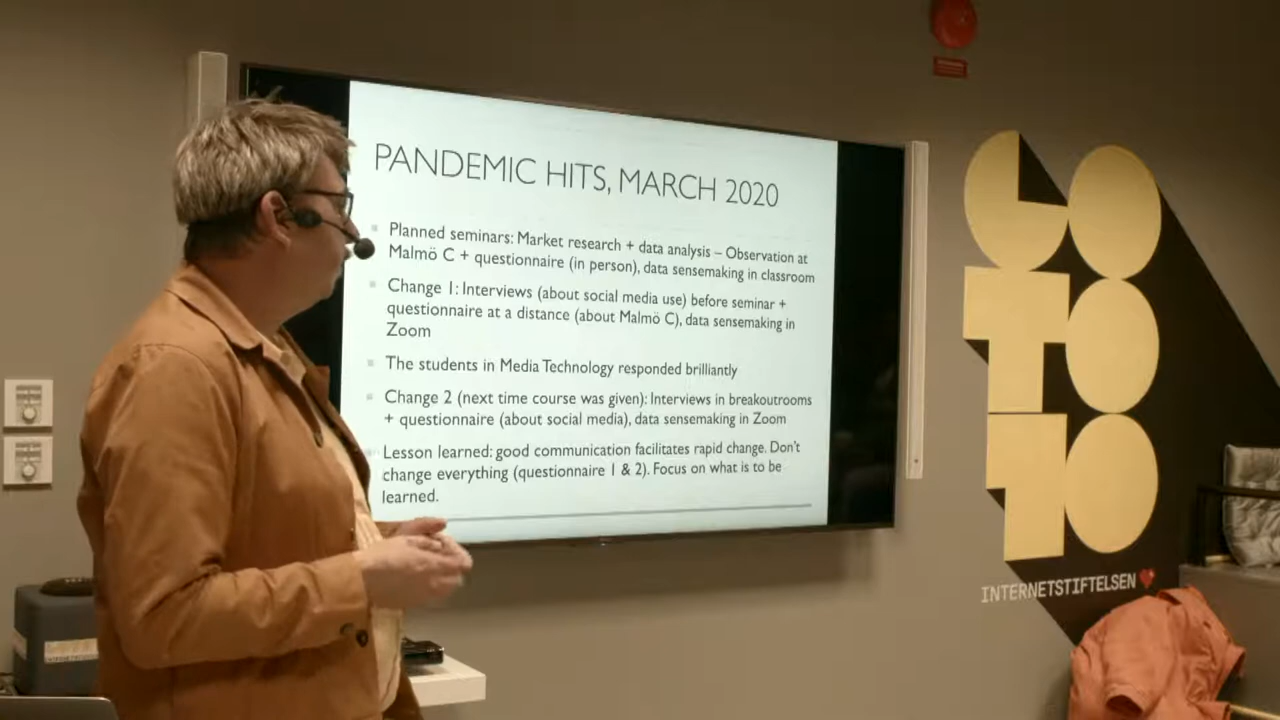 PANDEMIC HITS, MARCH 2020
Planned seminars: Market research + data analysis – Observation at
Malmö C + questionnaire (in person), data sensemaking in classroom
Change 1: Interviews (about social media use) before seminar +
questionnaire at a distance (about Malmö C), data sensemaking in
Zoom
The students in Media Technology responded brilliantly
Change 2 (next time course was given): Interviews in breakoutrooms
+ questionnaire (about social media), data sensemaking in Zoom
Lesson learned: good communication facilitates rapid change. Don't
change everything (questionnaire 1 & 2). Focus on what is to be
learned.
INTERNETSTIFTELSEN